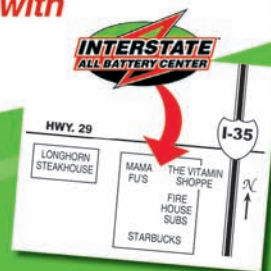 with
INTERSTATE
ALL BATTERY CENTER
HWY. 29
I-35
LONGHORN
STEAKHOUSE
MAMA
FU'S
THE VITAMIN
SHOPPE
N
FIRE
HOUSE
SUBS
STARBUCKS